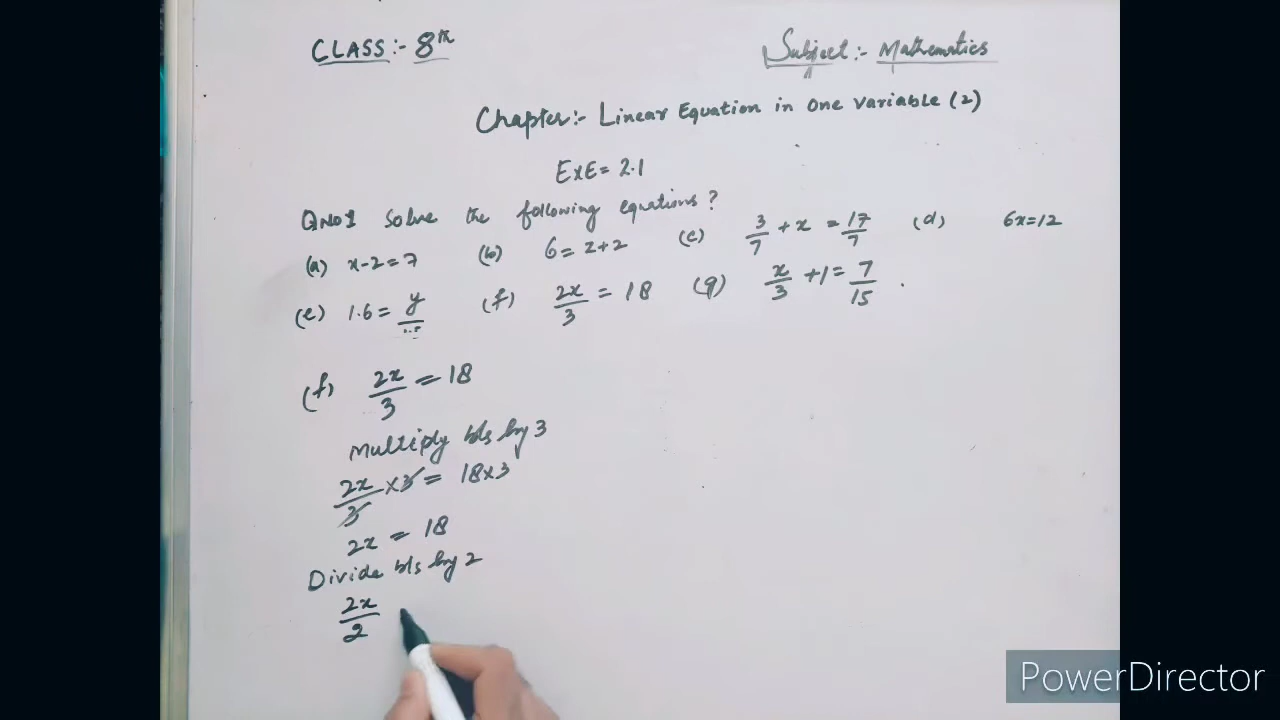 CLASS:- 8th Subject:- Mathematics
Chapter:- Linear Equation in One Variable (2)
EXE= 2.1
QNo1 Solve the following equations?
(a) x-2=7 (b) 6=z+2 (c) 3/7 + x = 17/7 (d) 6x=12
(e) 1.6= y/1.5 (f) 2x/3 = 18 (g) x/3 +1= 7/15 .
(f) 2x/3 = 18
Multiply b/s by 3
2x/3 ×3 = 18×3
2x = 18
Divide b/s by 2
2x/2
PowerDirector